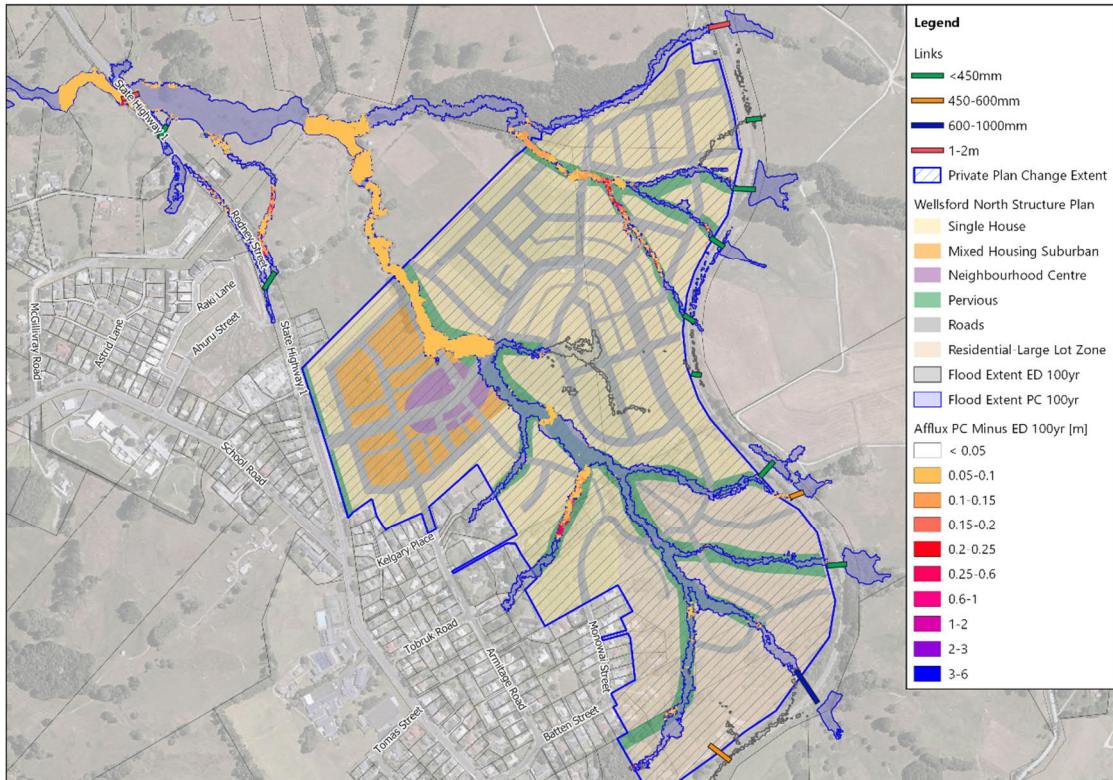 State Highway 1
Rodney Street
McGillivray Road
Astrid Lane
Raki Lane
Ahuru Street
State Highway 1
School Road
Kelgary Place
Tobruk Road
Armitage Road
Monowai Street
Batten Street
Tomas Street
Legend
Links
<450mm
450-600mm
600-1000mm
1-2m
Private Plan Change Extent
Wellsford North Structure Plan
Single House
Mixed Housing Suburban
Neighbourhood Centre
Pervious
Roads
Residential-Large Lot Zone
Flood Extent ED 100yr
Flood Extent PC 100yr
Afflux PC Minus ED 100yr [m]
< 0.05
0.05-0.1
0.1-0.15
0.15-0.2
0.2-0.25
0.25-0.6
0.6-1
1-2
2-3
3-6